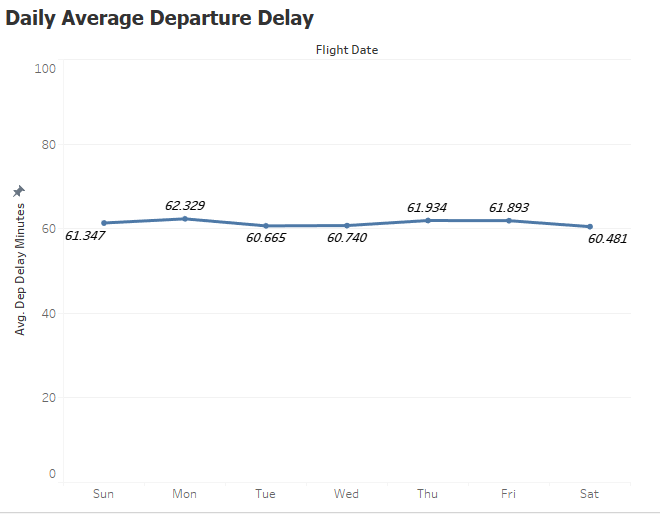 Daily Average Departure Delay
Flight Date
100
80
60
40
20
0
Avg. Dep Delay Minutes
61.347
62.329
60.665
60.740
61.934
61.893
60.481
Sun
Mon
Tue
Wed
Thu
Fri
Sat